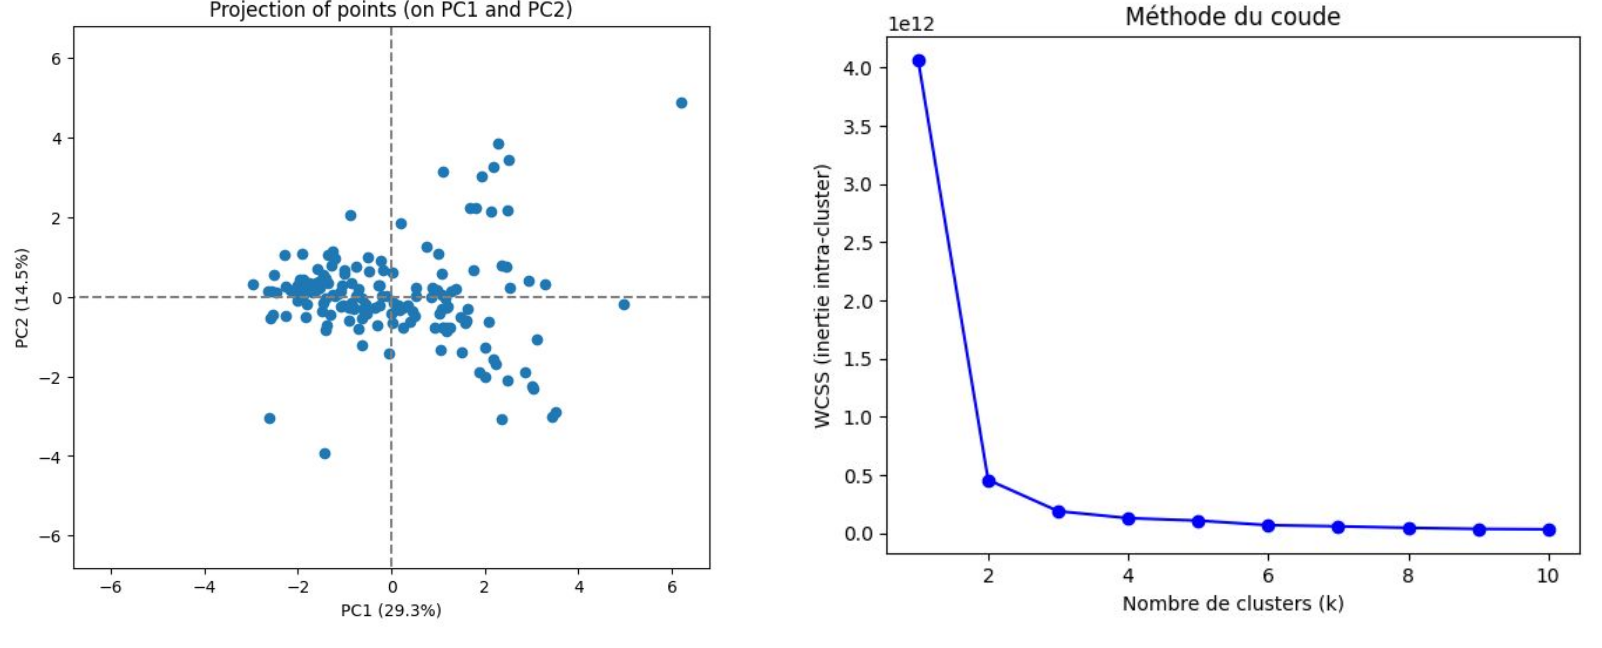 Projection of points (on PC1 and PC2)
6
4
2
0
−2
−4
−6
PC2 (14.5%)
−6 −4 −2 0 2 4 6
PC1 (29.3%)
Méthode du coude
1e12
4.0
3.5
3.0
2.5
2.0
1.5
1.0
0.5
0.0
WCSS (inertie intra-cluster)
2 4 6 8 10
Nombre de clusters (k)